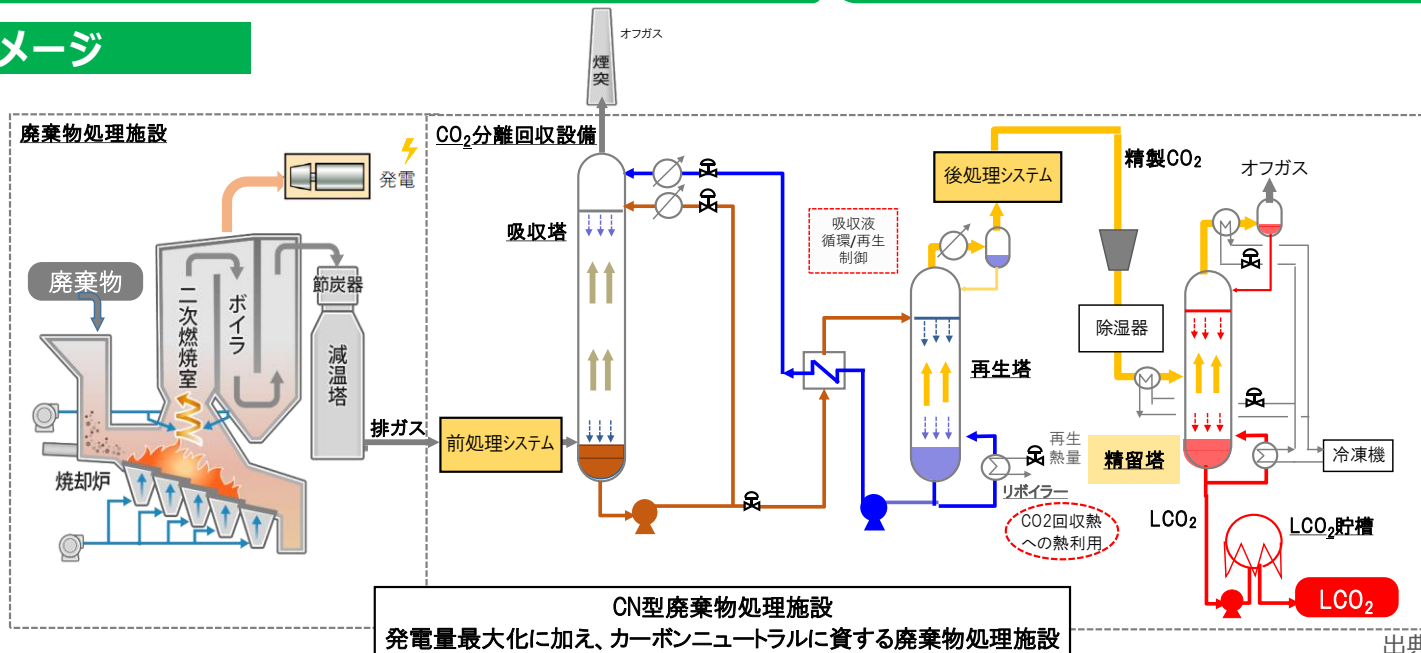 メージ
オフガス
煙突
廃棄物処理施設
CO₂分離回収設備
発電
廃棄物
二次燃焼室
ボイラ
節炭器
減温塔
焼却炉
排ガス
前処理システム
吸収塔
吸収液
循環/再生
制御
後処理システム
再生塔
再生
熱量
リボイラー
CO2回収熱
への熱利用
精製CO₂
除湿器
オフガス
精留塔
冷凍機
LCO₂
LCO₂貯槽
LCO₂
CN型廃棄物処理施設
発電量最大化に加え、カーボンニュートラルに資する廃棄物処理施設
出典